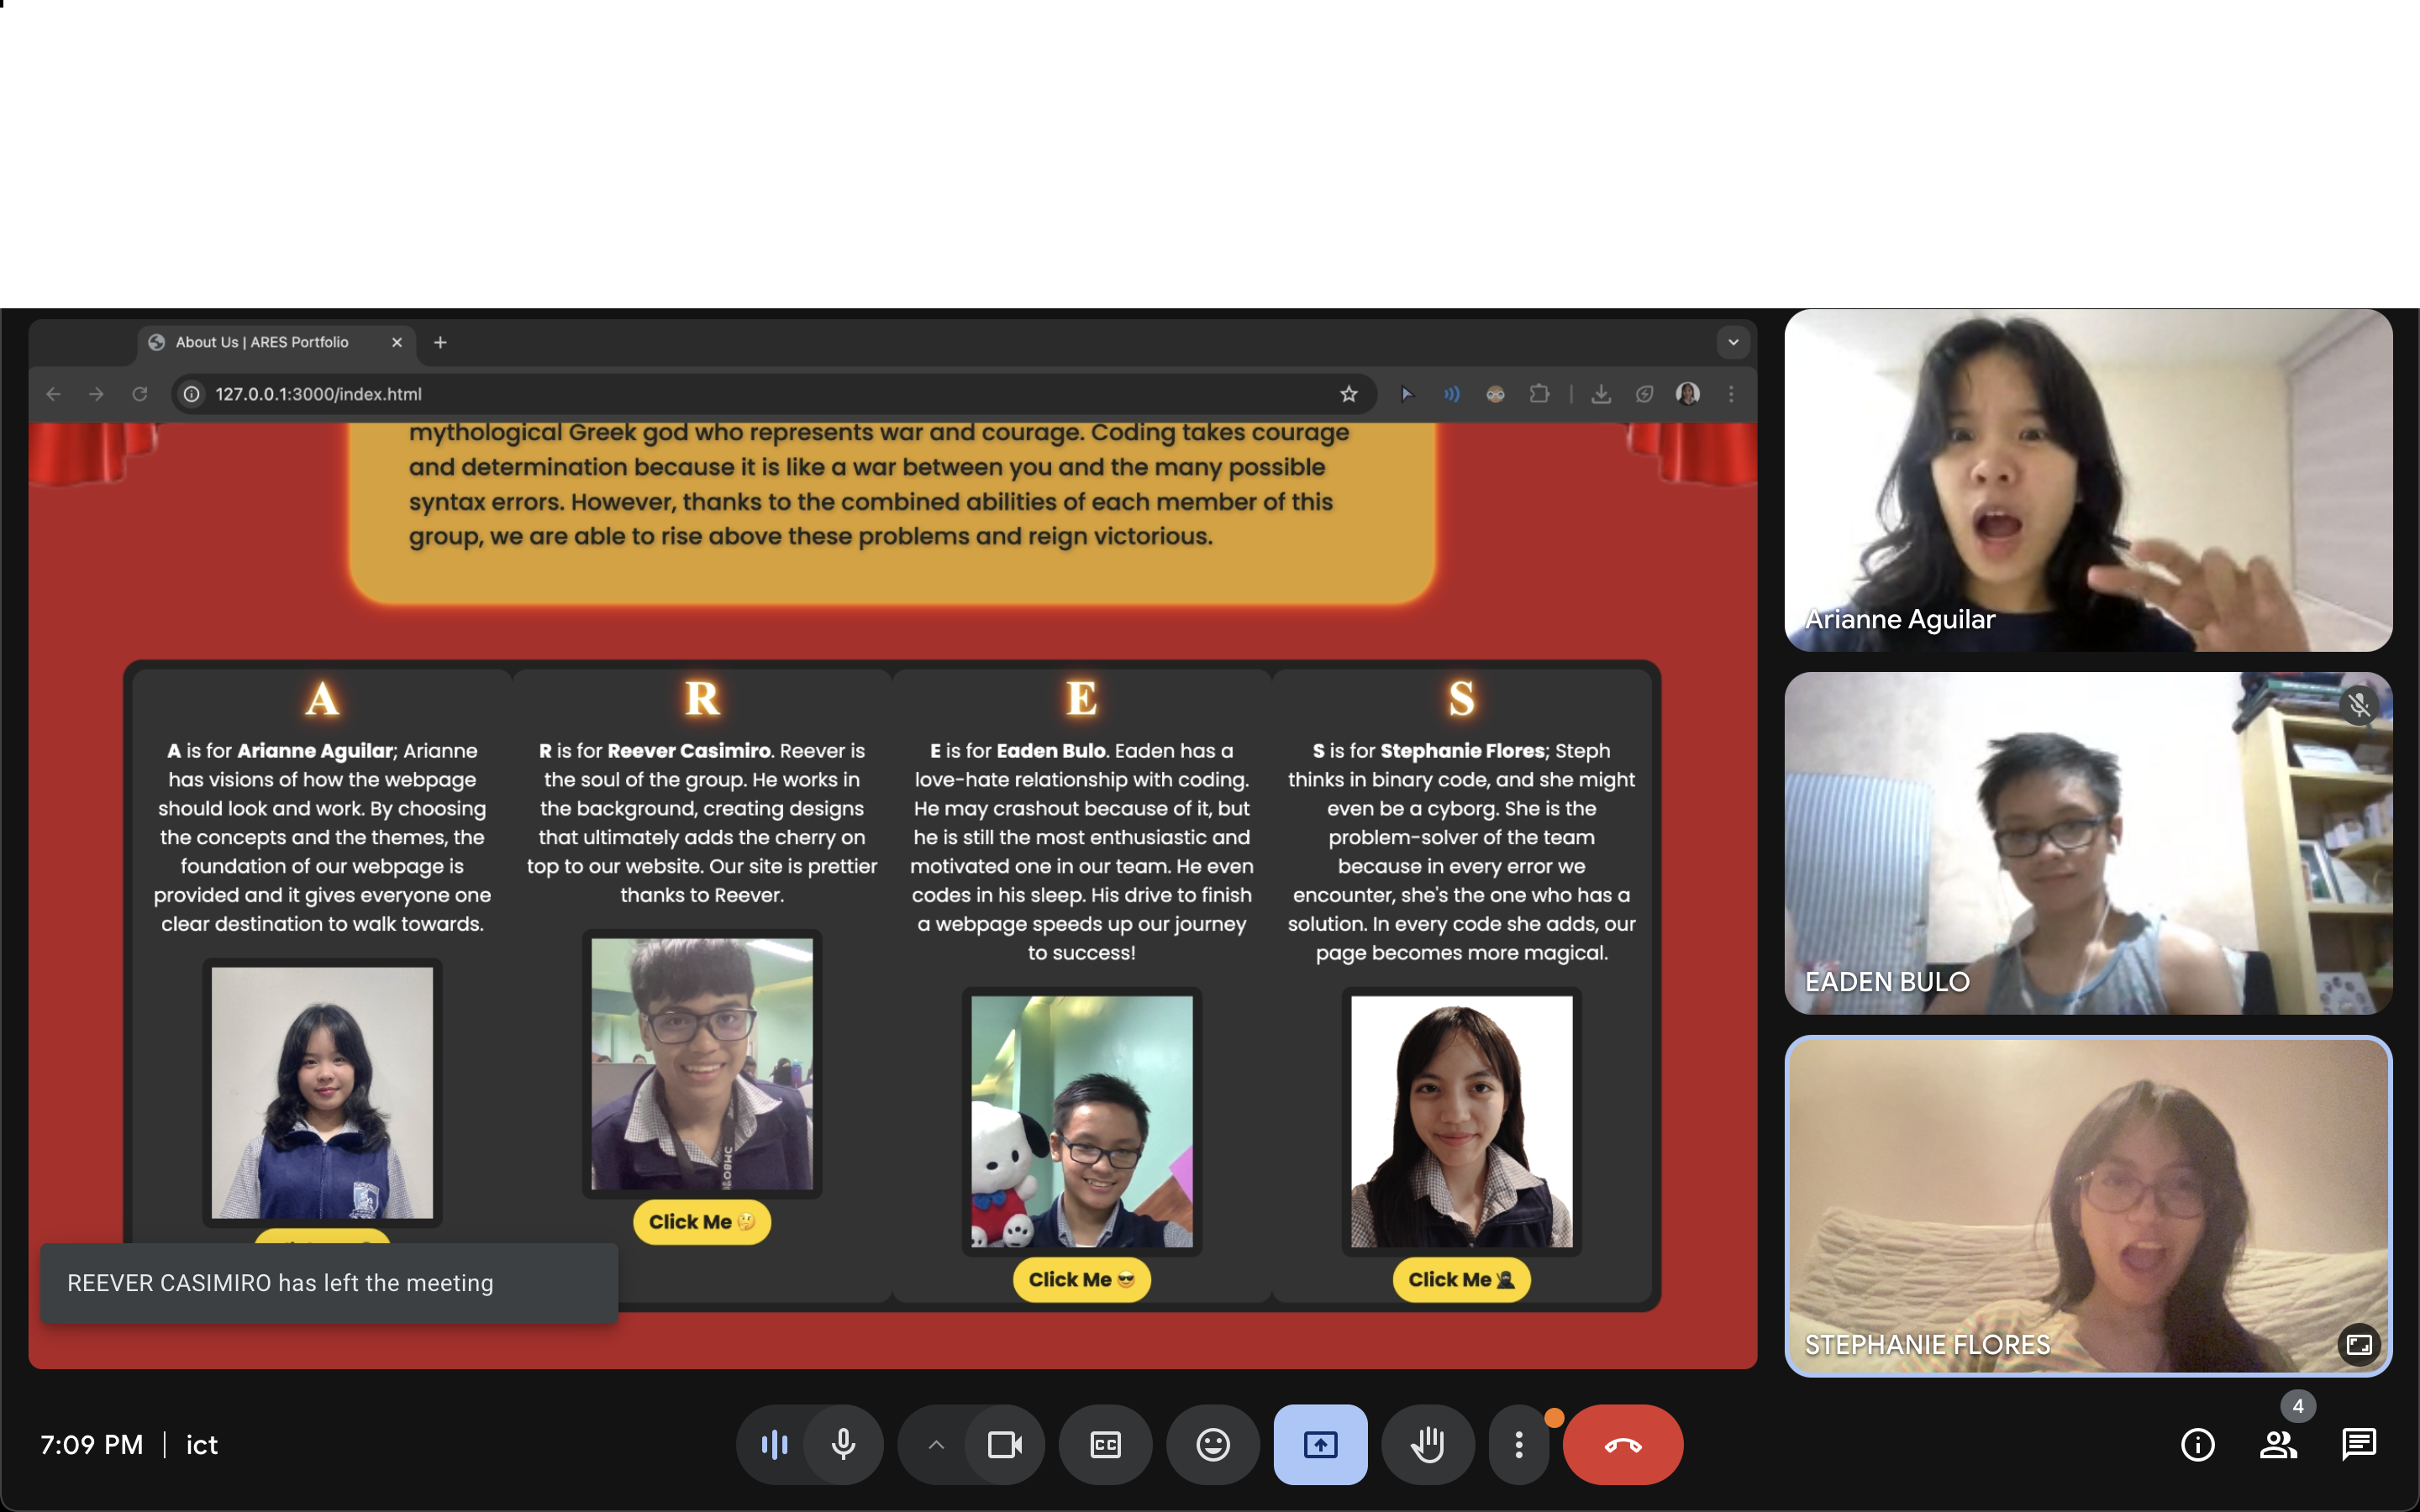 About Us | ARES Portfolio
127.0.0.1:3000/index.html
mythological Greek god who represents war and courage. Coding takes courage
and determination because it is like a war between you and the many possible
syntax errors. However, thanks to the combined abilities of each member of this
group, we are able to rise above these problems and reign victorious.
A
A is for Arianne Aguilar; Arianne
has visions of how the webpage
should look and work. By choosing
the concepts and the themes, the
foundation of our webpage is
provided and it gives everyone one
clear destination to walk towards.
R
R is for Reever Casimiro. Reever is
the soul of the group. He works in
the background, creating designs
that ultimately adds the cherry on
top to our website. Our site is prettier
thanks to Reever.
Click Me 🤔
E
E is for Eaden Bulo. Eaden has a
love-hate relationship with coding.
He may crashout because of it, but
he is still the most enthusiastic and
motivated one in our team. He even
codes in his sleep. His drive to finish
a webpage speeds up our journey
to success!
Click Me 😎
S
S is for Stephanie Flores; Steph
thinks in binary code, and she might
even be a cyborg. She is the
problem-solver of the team
because in every error we
encounter, she's the one who has a
solution. In every code she adds, our
page becomes more magical.
Click Me 🥷
REEVER CASIMIRO has left the meeting
Arianne Aguilar
EADEN BULO
STEPHANIE FLORES
7:09 PM | ict
CC
4